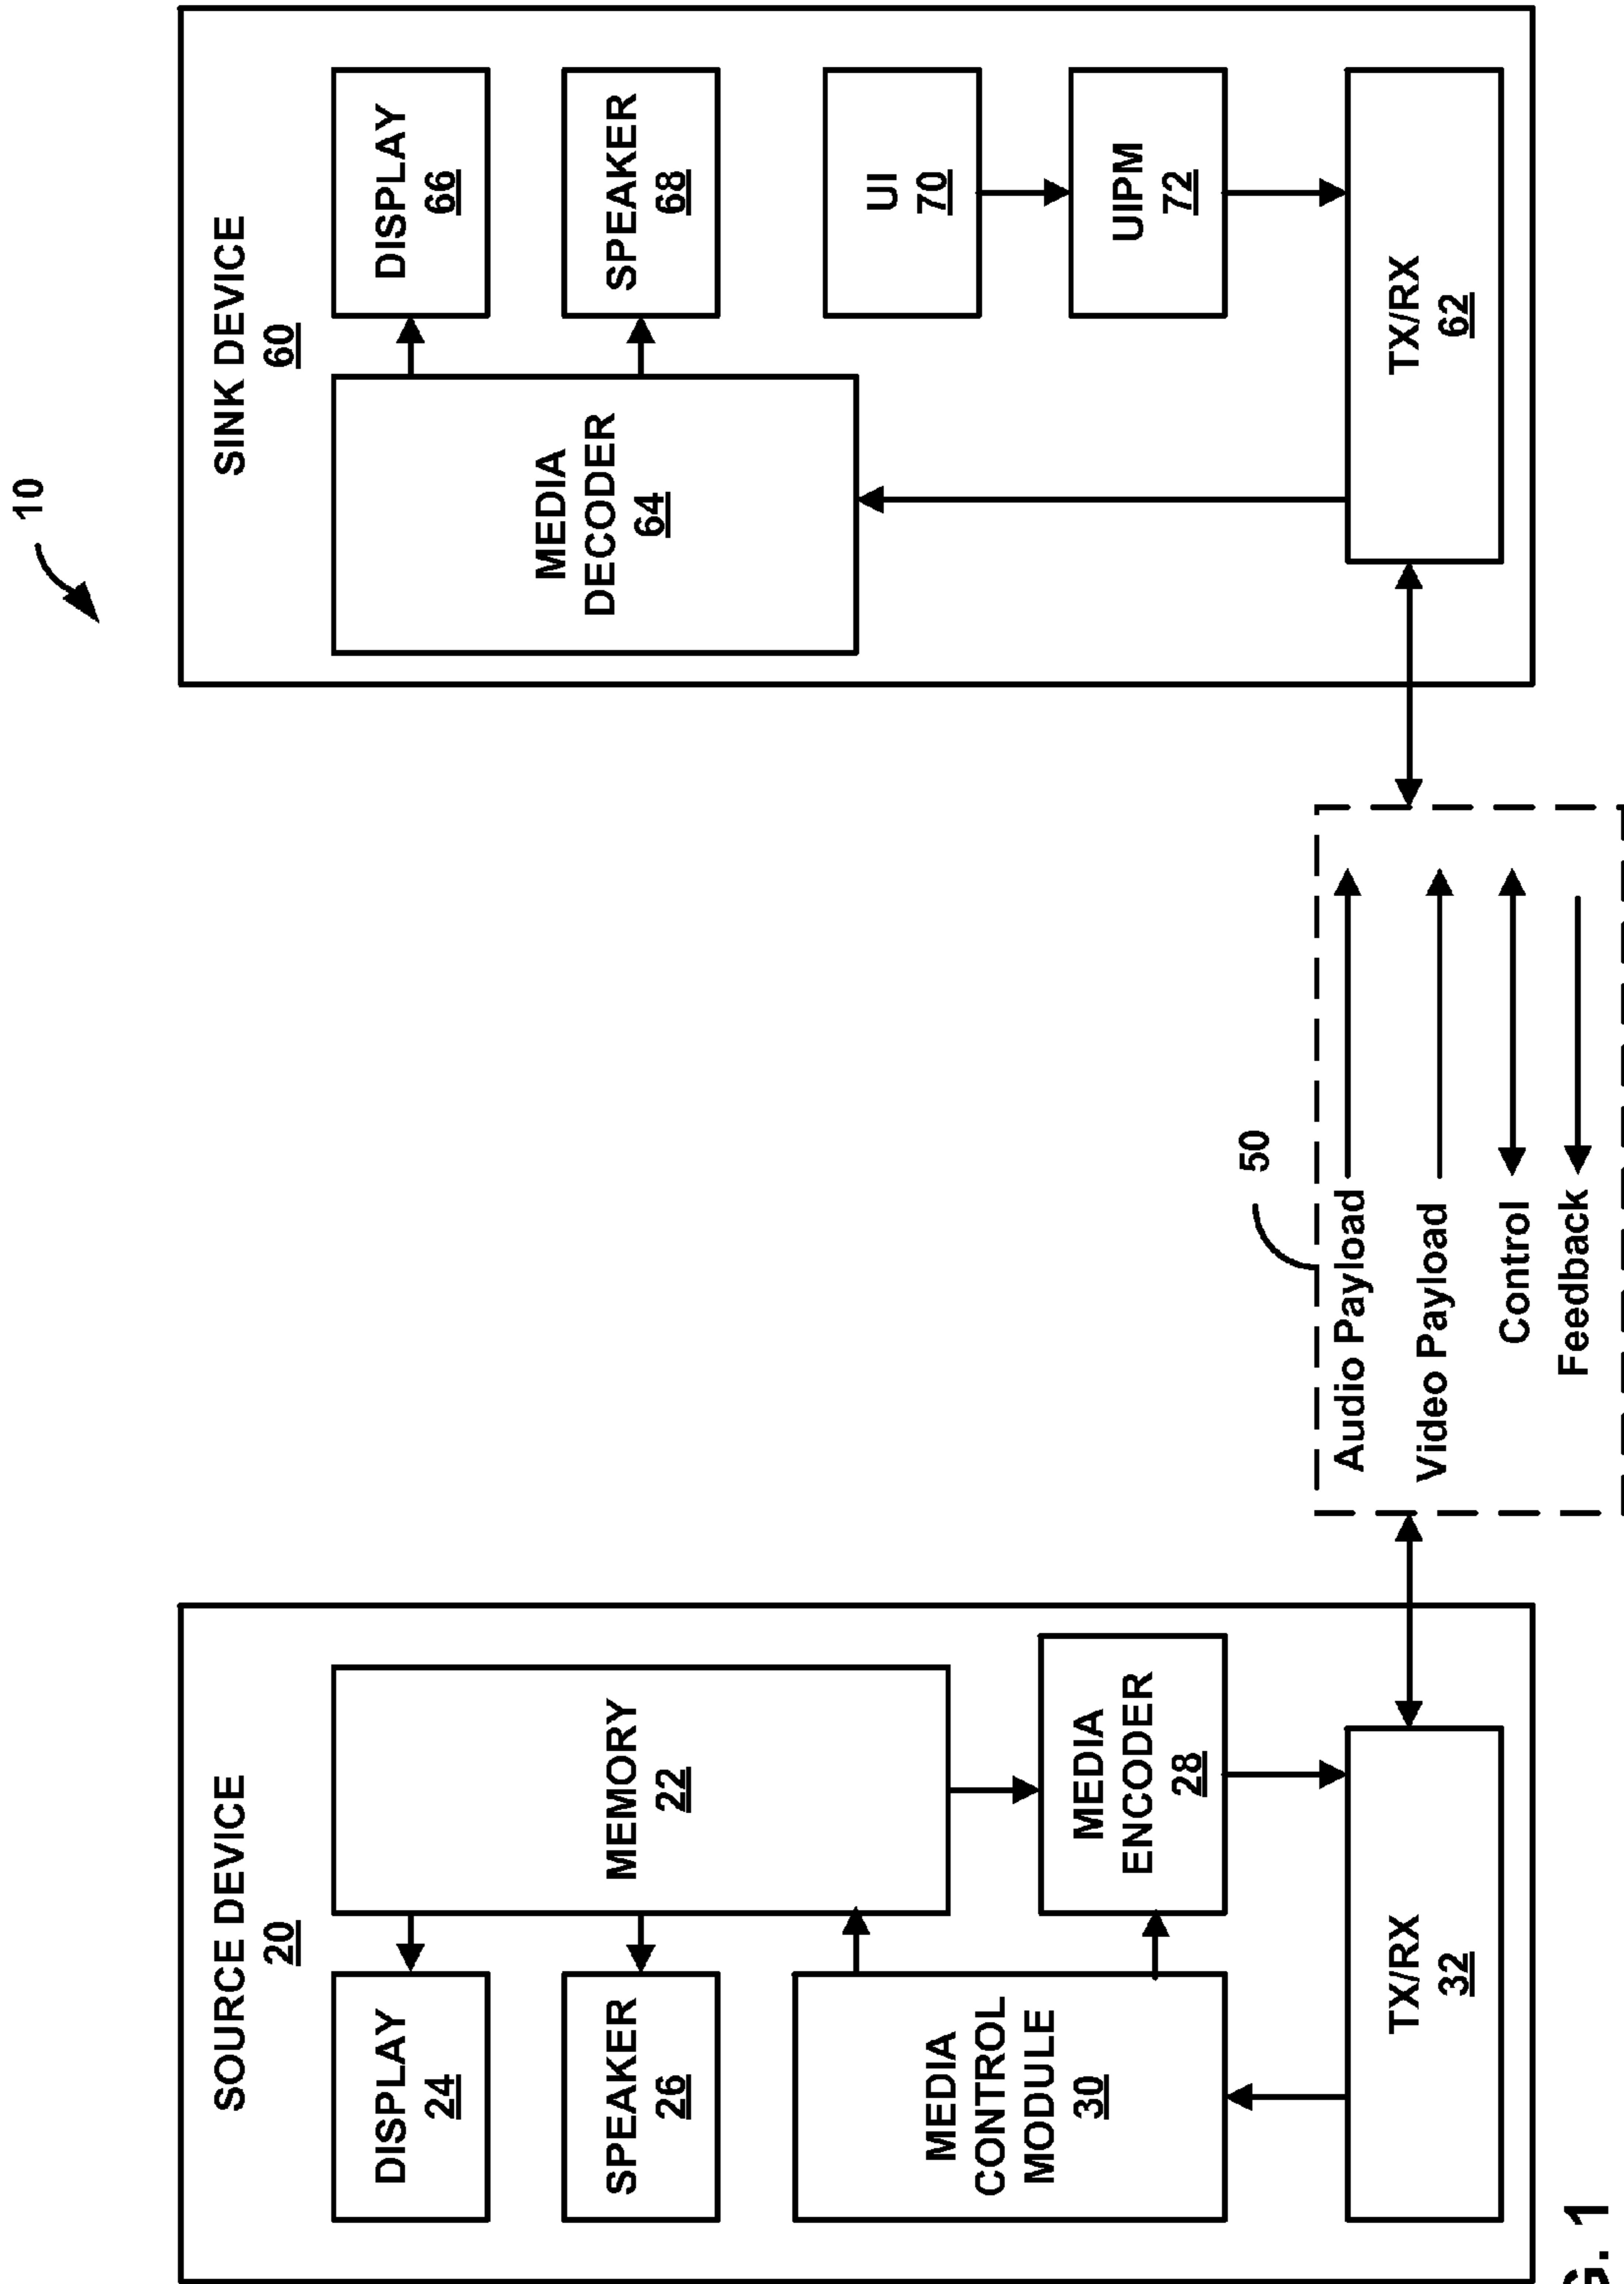 10
SOURCE DEVICE
20
DISPLAY
24
MEMORY
22
SPEAKER
26
MEDIA
CONTROL
MODULE
30
MEDIA
ENCODER
28
TX/RX
32
50
Audio Payload
Video Payload
Control
Feedback
SINK DEVICE
60
MEDIA
DECODER
64
DISPLAY
66
SPEAKER
68
UI
70
UIPM
72
TX/RX
62
G. 1